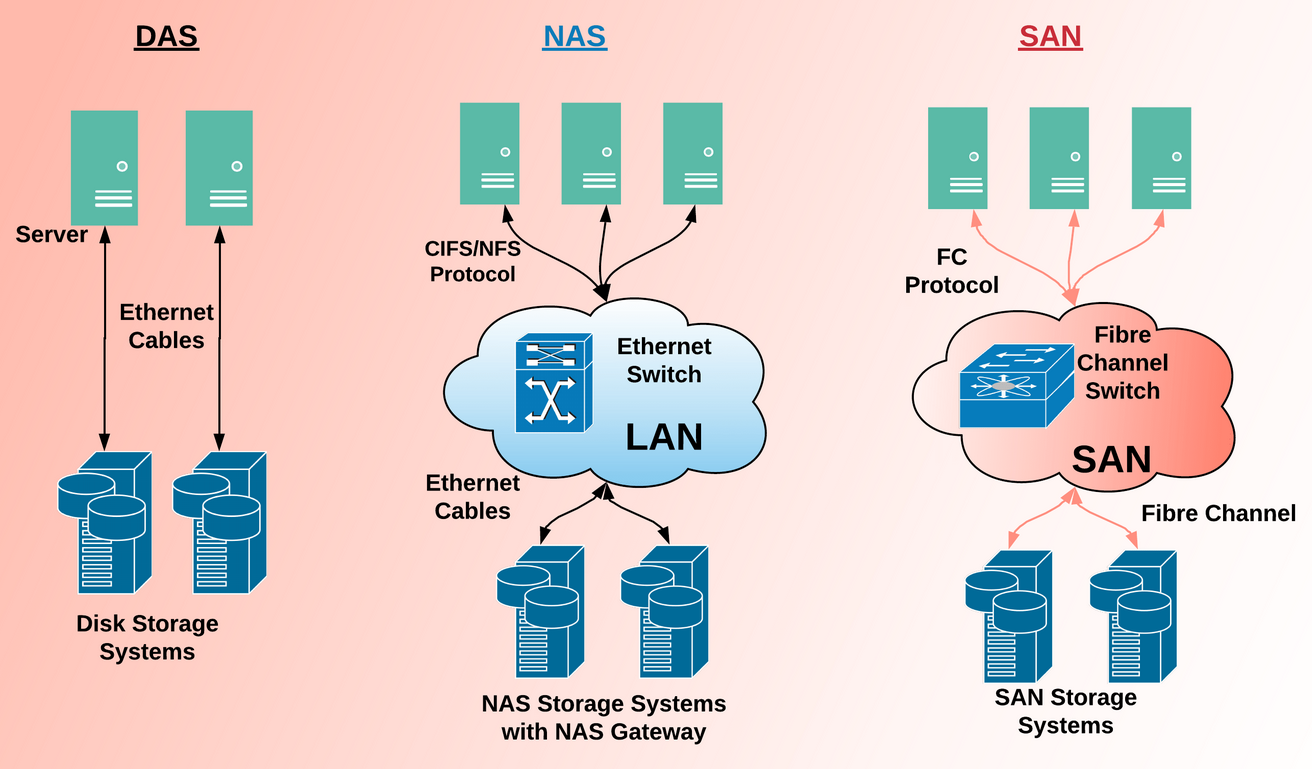 DAS
Server
Ethernet
Cables
Disk Storage
Systems
NAS
CIFS/NFS
Protocol
Ethernet
Switch
LAN
Ethernet
Cables
NAS Storage Systems
with NAS Gateway
SAN
FC
Protocol
Fibre
Channel
Switch
SAN
Fibre Channel
SAN Storage
Systems